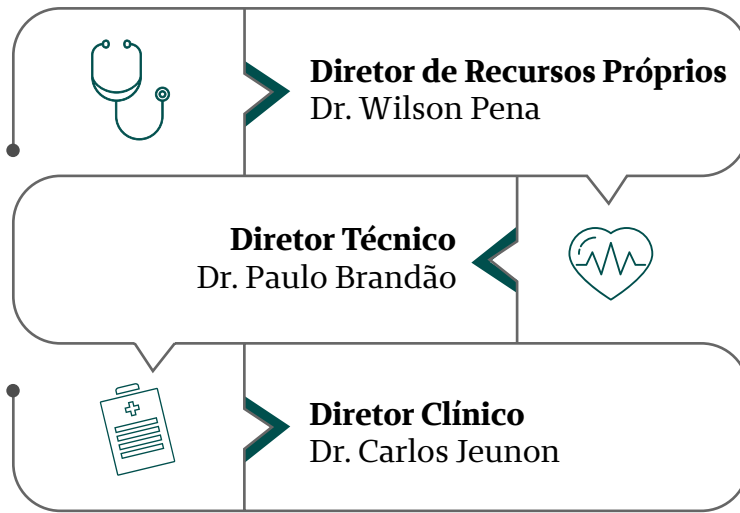 Diretor de Recursos Próprios
Dr. Wilson Pena
Diretor Técnico
Dr. Paulo Brandão
Diretor Clínico
Dr. Carlos Jeunon